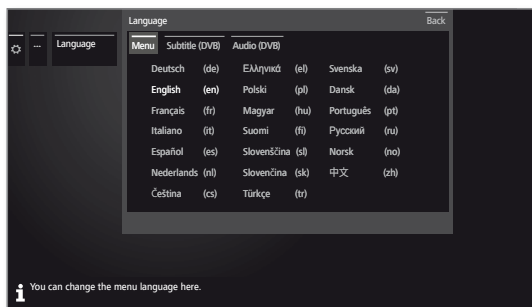 Language Back
... Language
Menu Subtitle (DVB) Audio (DVB)
Deutsch (de) Ελληνικά (el) Svenska (sv)
English (en) Polski (pl) Dansk (da)
Français (fr) Magyar (hu) Português (pt)
Italiano (it) Suomi (fi) Русский (ru)
Español (es) Slovenščina (sl) Norsk (no)
Nederlands (nl) Slovenčina (sk) 中文 (zh)
Čeština (cs) Türkçe (tr)
You can change the menu language here.